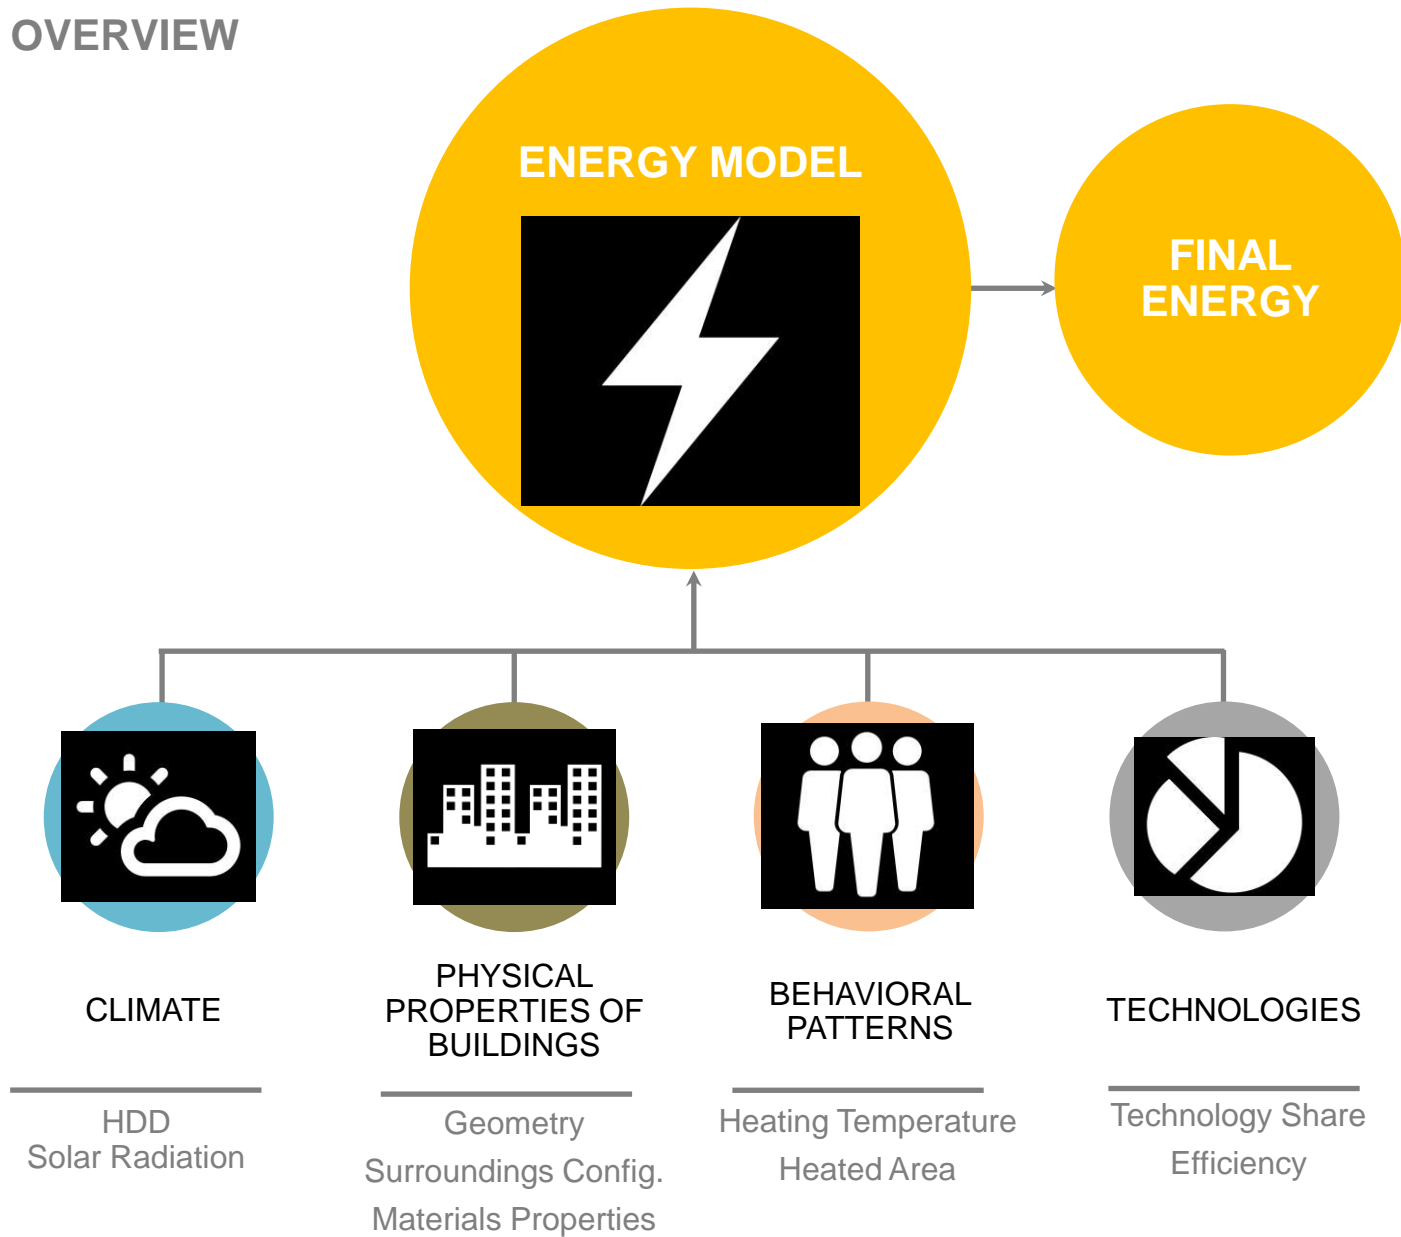 OVERVIEW
ENERGY MODEL
FINAL
ENERGY
CLIMATE
HDD
Solar Radiation
PHYSICAL
PROPERTIES OF
BUILDINGS
Geometry
Surroundings Config.
Materials Properties
BEHAVIORAL
PATTERNS
Heating Temperature
Heated Area
TECHNOLOGIES
Technology Share
Efficiency